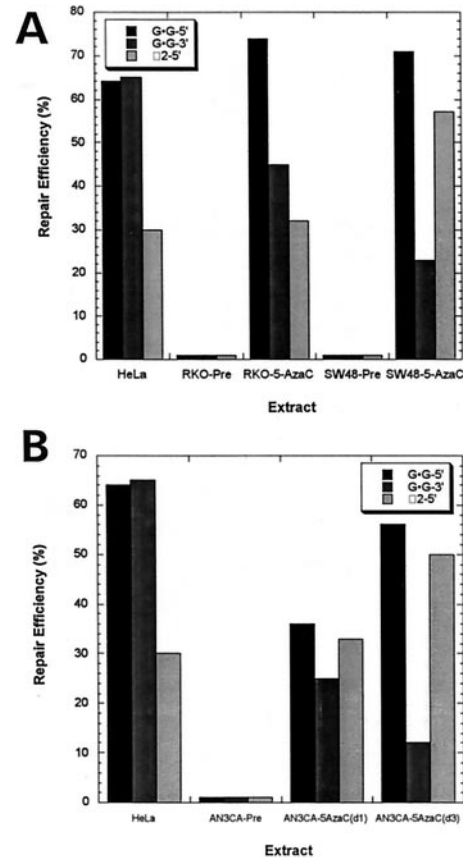 A
80
70
60
50
40
30
20
10
0
Repair Efficiency (%)
G•G-5'
G•G-3'
□2-5'
HeLa RKO-Pre RKO-5-AzaC SW48-Pre SW48-5-AzaC
Extract
B
70
60
50
40
30
20
10
0
Repair Efficiency (%)
G•G-5'
G•G-3'
□2-5'
HeLa AN3CA-Pre AN3CA-5AzaC(d1) AN3CA-5AzaC(d3)
Extract